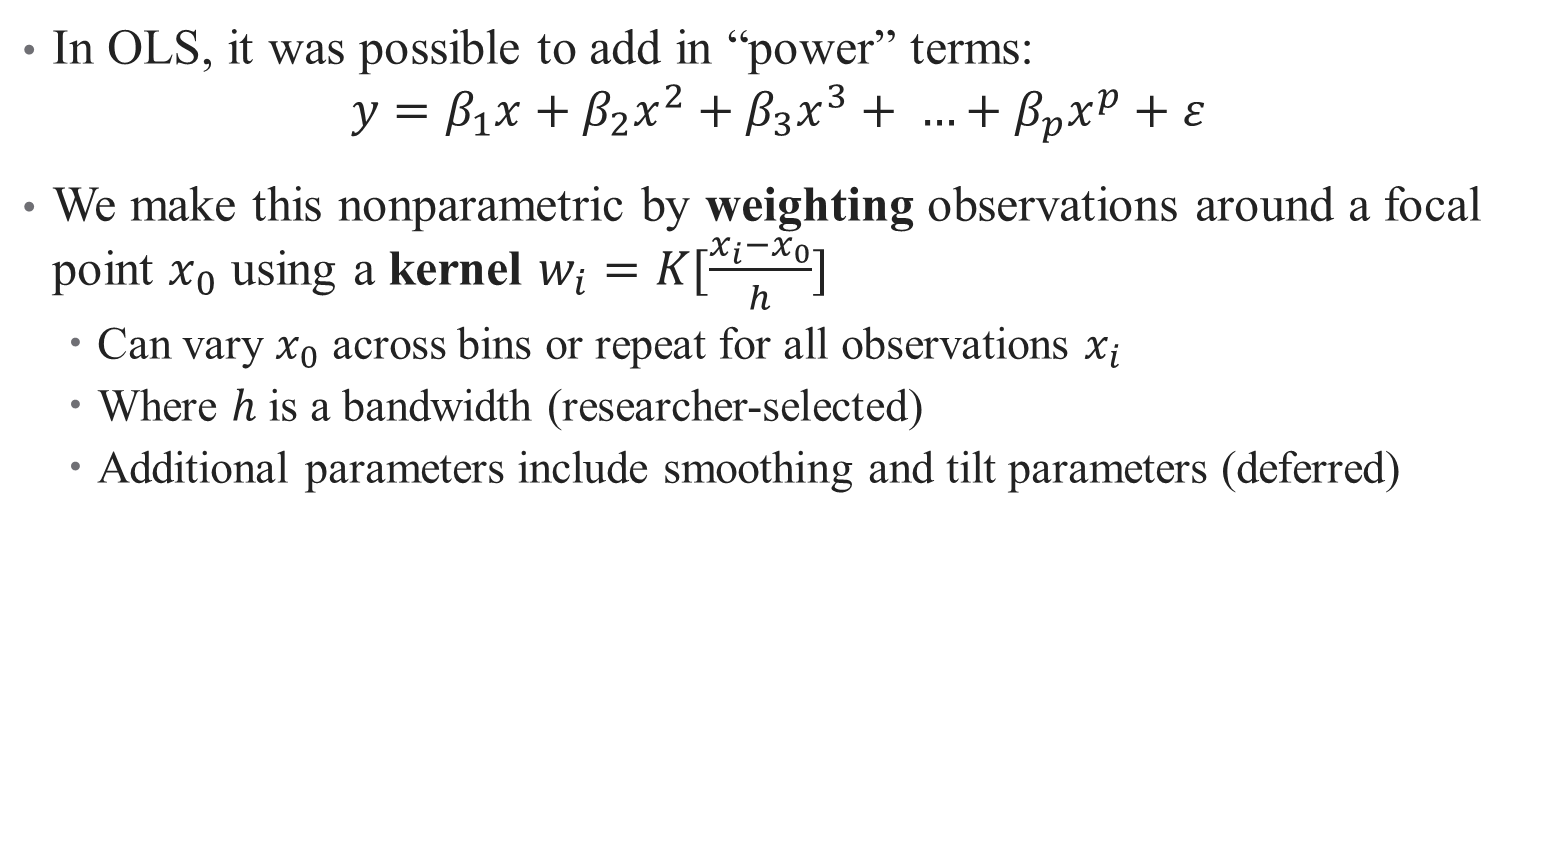 • In OLS, it was possible to add in “power” terms:
y = β₁x + β₂x² + β₃x³ + … + βₚxᵖ + ε
• We make this nonparametric by weighting observations around a focal
point x₀ using a kernel wᵢ = K[(xᵢ−x₀)/h]
• Can vary x₀ across bins or repeat for all observations xᵢ
• Where h is a bandwidth (researcher-selected)
• Additional parameters include smoothing and tilt parameters (deferred)